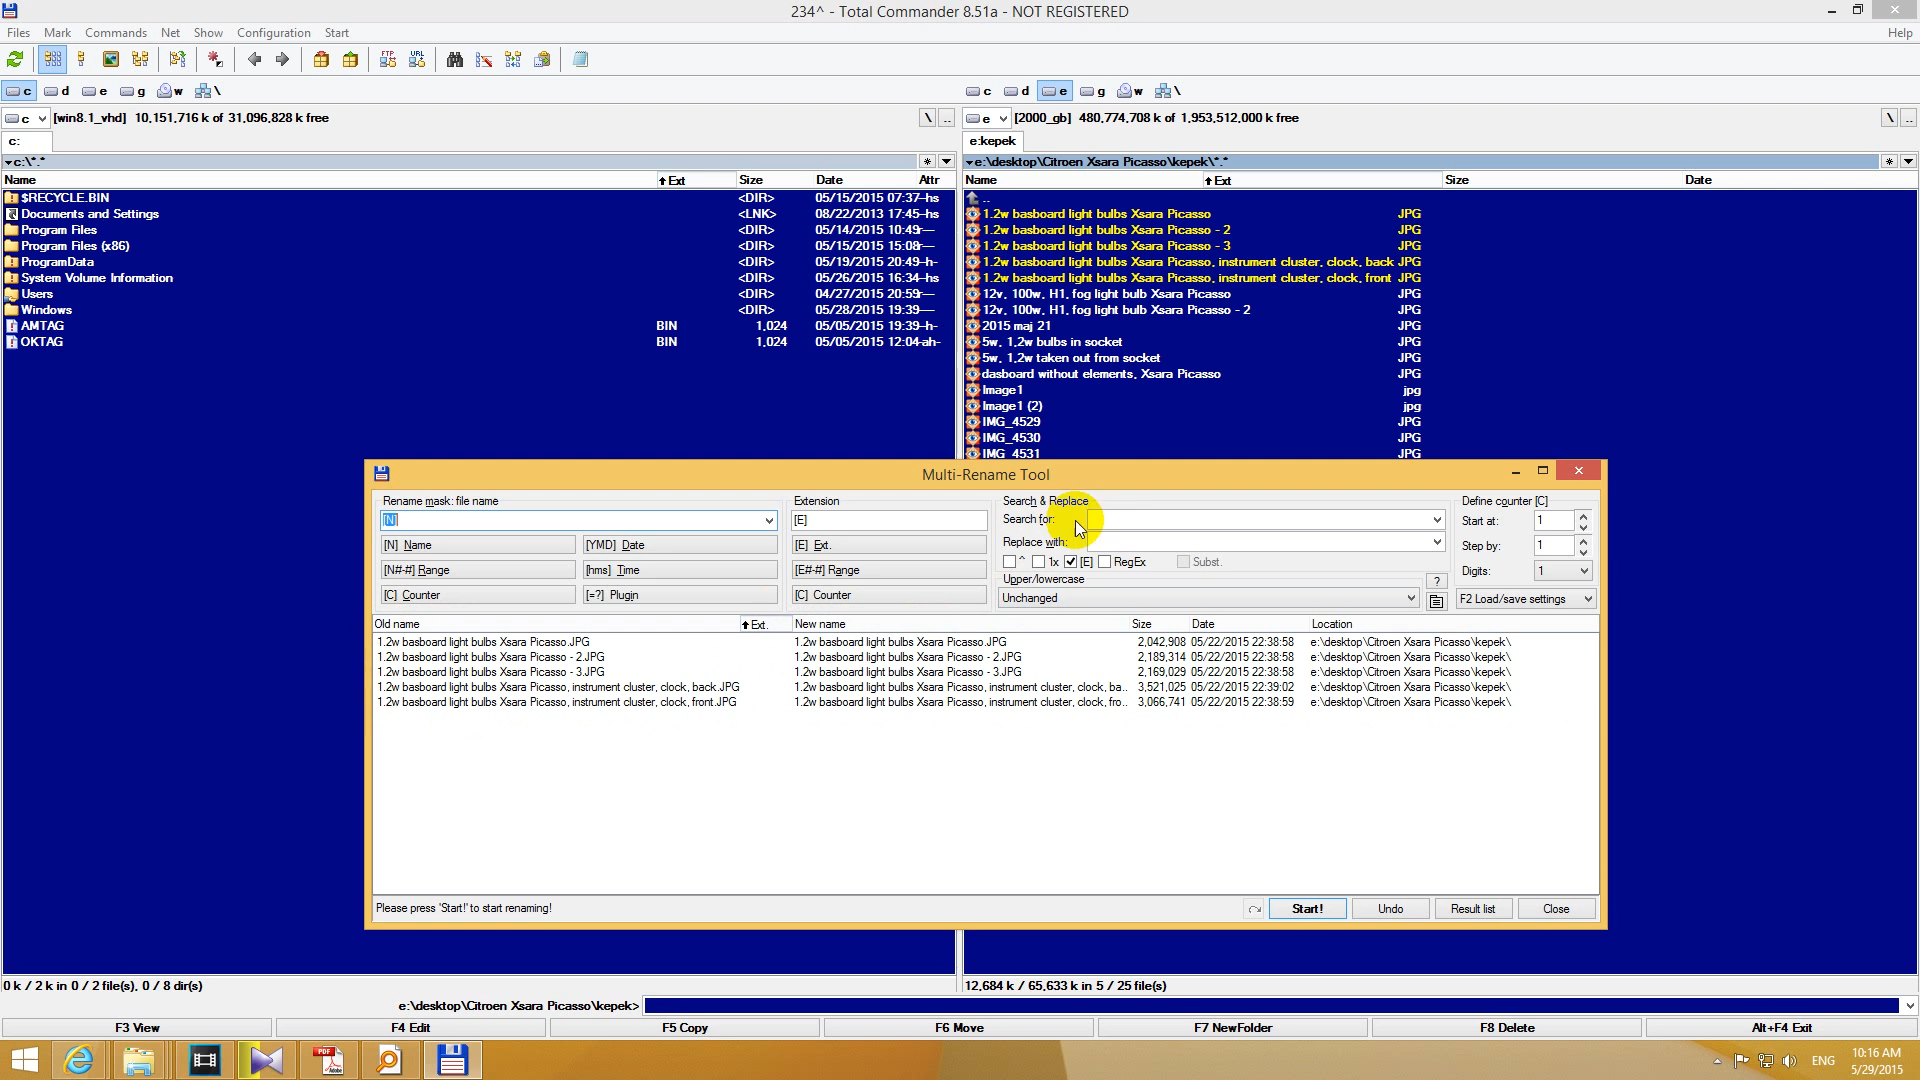 234^ - Total Commander 8.51a - NOT REGISTERED
Files Mark Commands Net Show Configuration Start Help
FTP URL
c d e g w \ c d e g w \
c [win8.1_vhd] 10,151,716 k of 31,096,828 k free \ .. e [2000_gb] 480,774,708 k of 1,953,512,000 k free \ ..
c: e:kepek
c:\*.* * e:\desktop\Citroen Xsara Picasso\kepek\*.* *
Name Ext Size Date Attr Name Ext Size Date
$RECYCLE.BIN <DIR> 05/15/2015 07:37 -hs ..
Documents and Settings <LNK> 08/22/2013 17:45 -hs 1.2w basboard light bulbs Xsara Picasso JPG
Program Files <DIR> 05/14/2015 10:49 r--- 1.2w basboard light bulbs Xsara Picasso - 2 JPG
Program Files (x86) <DIR> 05/15/2015 15:08 r--- 1.2w basboard light bulbs Xsara Picasso - 3 JPG
ProgramData <DIR> 05/19/2015 20:49 -h- 1.2w basboard light bulbs Xsara Picasso, instrument cluster, clock, back JPG
System Volume Information <DIR> 05/26/2015 16:34 -hs 1.2w basboard light bulbs Xsara Picasso, instrument cluster, clock, front JPG
Users <DIR> 04/27/2015 20:59 r--- 12v, 100w, H1, fog light bulb Xsara Picasso JPG
Windows <DIR> 05/28/2015 19:39 ---- 12v, 100w, H1, fog light bulb Xsara Picasso - 2 JPG
AMTAG BIN 1,024 05/05/2015 19:39 -h- 2015 maj 21 JPG
OKTAG BIN 1,024 05/05/2015 12:04 -ah- 5w, 1,2w bulbs in socket JPG
5w, 1,2w taken out from socket JPG
dasboard without elements, Xsara Picasso JPG
Image1 jpg
Image1 (2) jpg
IMG_4529 JPG
IMG_4530 JPG
IMG_4531 JPG
Multi-Rename Tool
Rename mask: file name Extension Search & Replace Define counter [C]
[N] [E] Search for: Start at: 1
[N] Name [YMD] Date [E] Ext. Replace with: Step by: 1
[N#-#] Range [hms] Time [E#-#] Range ^ 1x [E] RegEx Subst. Digits: 1
Upper/lowercase ?
[C] Counter [=?] Plugin [C] Counter Unchanged F2 Load/save settings
Old name Ext. New name Size Date Location
1.2w basboard light bulbs Xsara Picasso.JPG 1.2w basboard light bulbs Xsara Picasso.JPG 2,042,908 05/22/2015 22:38:58 e:\desktop\Citroen Xsara Picasso\kepek\
1.2w basboard light bulbs Xsara Picasso - 2.JPG 1.2w basboard light bulbs Xsara Picasso - 2.JPG 2,189,314 05/22/2015 22:38:58 e:\desktop\Citroen Xsara Picasso\kepek\
1.2w basboard light bulbs Xsara Picasso - 3.JPG 1.2w basboard light bulbs Xsara Picasso - 3.JPG 2,169,029 05/22/2015 22:38:58 e:\desktop\Citroen Xsara Picasso\kepek\
1.2w basboard light bulbs Xsara Picasso, instrument cluster, clock, back.JPG 1.2w basboard light bulbs Xsara Picasso, instrument cluster, clock, ba... 3,521,025 05/22/2015 22:39:02 e:\desktop\Citroen Xsara Picasso\kepek\
1.2w basboard light bulbs Xsara Picasso, instrument cluster, clock, front.JPG 1.2w basboard light bulbs Xsara Picasso, instrument cluster, clock, fro... 3,066,741 05/22/2015 22:38:59 e:\desktop\Citroen Xsara Picasso\kepek\
Please press 'Start!' to start renaming! Start! Undo Result list Close
0 k / 2 k in 0 / 2 file(s), 0 / 8 dir(s) 12,684 k / 65,633 k in 5 / 25 file(s)
e:\desktop\Citroen Xsara Picasso\kepek>
F3 View F4 Edit F5 Copy F6 Move F7 NewFolder F8 Delete Alt+F4 Exit
PDF Adobe ENG 10:16 AM
5/29/2015